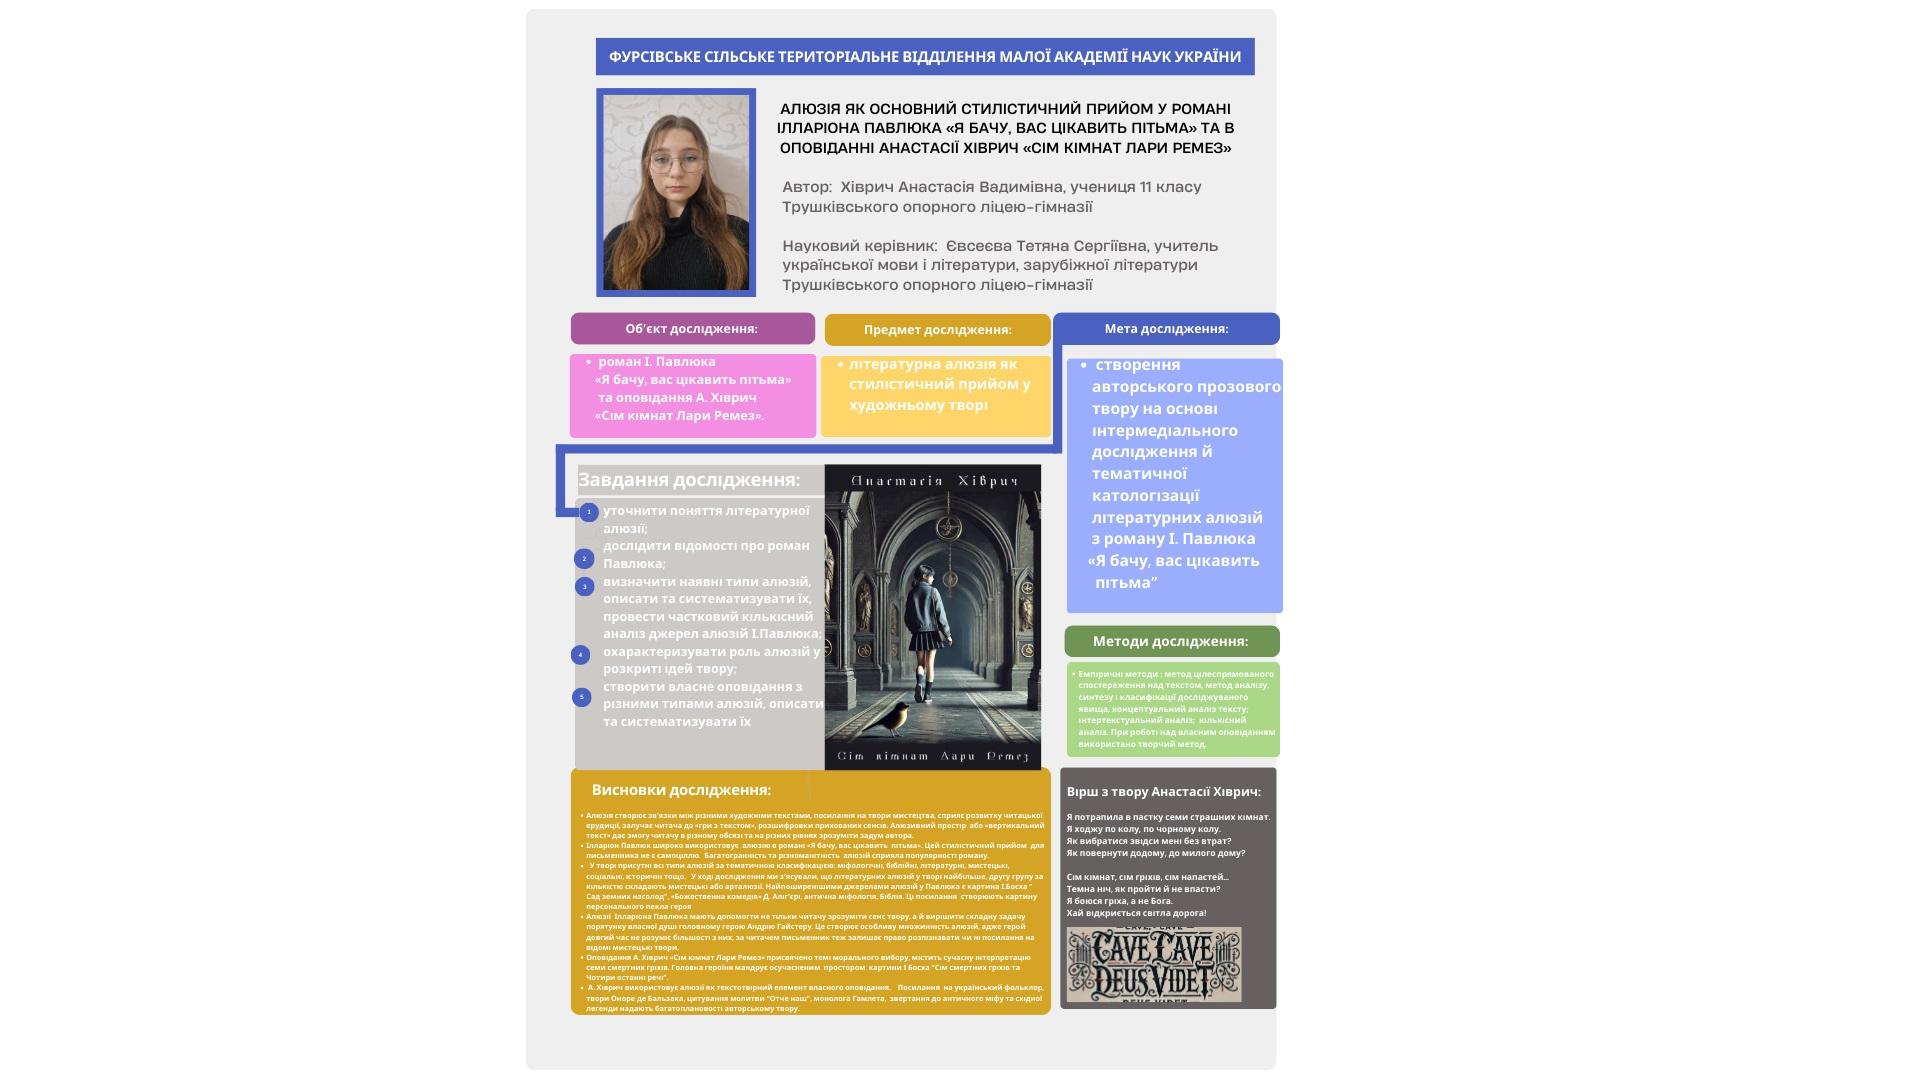 ФУРСІВСЬКЕ СІЛЬСЬКЕ ТЕРИТОРІАЛЬНЕ ВІДДІЛЕННЯ МАЛОЇ АКАДЕМІЇ НАУК УКРАЇНИ
АЛЮЗІЯ ЯК ОСНОВНИЙ СТИЛІСТИЧНИЙ ПРИЙОМ У РОМАНІ
ІЛЛАРІОНА ПАВЛЮКА «Я БАЧУ, ВАС ЦІКАВИТЬ ПІТЬМА» ТА В
ОПОВІДАННІ АНАСТАСІЇ ХІВРИЧ «СІМ КІМНАТ ЛАРИ РЕМЕЗ»
Автор: Хіврич Анастасія Вадимівна, учениця 11 класу
Трушківського опорного ліцею-гімназії
Науковий керівник: Євсеєва Тетяна Сергіївна, учитель
української мови і літератури, зарубіжної літератури
Трушківського опорного ліцею-гімназії
Об'єкт дослідження:
• роман І. Павлюка
«Я бачу, вас цікавить пітьма»
та оповідання А. Хіврич
«Сім кімнат Лари Ремез».
Предмет дослідження:
• літературна алюзія як
стилістичний прийом у
художньому творі
Мета дослідження:
• створення
авторського прозового
твору на основі
інтермедіального
дослідження й
тематичної
катологізації
літературних алюзій
з роману І. Павлюка
«Я бачу, вас цікавить
пітьма”
Завдання дослідження:
1 уточнити поняття літературної
алюзії;
2 дослідити відомості про роман
Павлюка;
3 визначити наявні типи алюзій,
описати та систематизувати їх,
провести частковий кількісний
аналіз джерел алюзій І.Павлюка;
4 охарактеризувати роль алюзій у
розкриті ідей твору;
5 створити власне оповідання з
різними типами алюзій, описати
та систематизувати їх
Анастасія Хіврич
Сім кімнат Лари Ремез
Методи дослідження:
• Емпіричні методи : метод цілеспрямованого
спостереження над текстом, метод аналізу,
синтезу і класифікації досліджуваного
явища, концептуальний аналіз тексту;
інтертекстуальний аналіз; кількісний
аналіз. При роботі над власним оповіданням
використано творчий метод.
Висновки дослідження:
• Алюзія створює зв'язки між різними художніми текстами, посилання на твори мистецтва, сприяє розвитку читацької
ерудиції, залучає читача до «гри з текстом», розшифровки прихованих сенсів. Алюзивний простір або «вертикальний
текст» дає змогу читачу в різному обсязі та на різних рівнях зрозуміти задум автора.
• Ілларіон Павлюк широко використовує алюзію в романі «Я бачу, вас цікавить пітьма». Цей стилістичний прийом для
письменника не є самоціллю. Багатогранність та різноманітність алюзій сприяла популярності роману.
• У творі присутні всі типи алюзій за тематичною класифікацією: міфологічні, біблійні, літературні, мистецькі,
соціальні, історичні тощо. У ході дослідження ми з'ясували, що літературних алюзій у творі найбільше, другу групу за
кількістю складають мистецькі або арталюзії. Найпоширенішими джерелами алюзій у Павлюка є картина І.Босха “
Сад земних насолод”, «Божественна комедія» Д. Аліг'єрі, антична міфологія, Біблія. Ці посилання створюють картину
персонального пекла героя
• Алюзії Ілларіона Павлюка мають допомогти не тільки читачу зрозуміти сенс твору, а й вирішити складну задачу
порятунку власної душі головному герою Андрію Гайстеру. Це створює особливу множинність алюзій, адже герой
довгий час не розуміє більшості з них, за читачем письменник теж залишає право розпізнавати чи ні посилання на
відомі мистецькі твори.
• Оповідання А. Хіврич «Сім кімнат Лари Ремез» присвячено темі морального вибору, містить сучасну інтерпретацію
семи смертних гріхів. Головна героїня мандрує осучасненим простором картини І Босха “Сім смертних гріхів та
Чотири останні речі”.
• А. Хіврич використовує алюзії як текстотвірний елемент власного оповідання. Посилання на український фольклор,
твори Оноре де Бальзака, цитування молитви “Отче наш”, монолога Гамлета, звертання до античного міфу та східної
легенди надають багатоплановості авторському твору.
Вірш з твору Анастасії Хіврич:
Я потрапила в пастку семи страшних кімнат.
Я ходжу по колу, по чорному колу.
Як вибратися звідси мені без втрат?
Як повернути додому, до милого дому?
Сім кімнат, сім гріхів, сім напастей...
Темна ніч, як пройти й не впасти?
Я боюся гріха, а не Бога.
Хай відкриється світла дорога!
CAVE, CAVE
CAVE CAVE
DEUS VIDET
DEUS VIDET